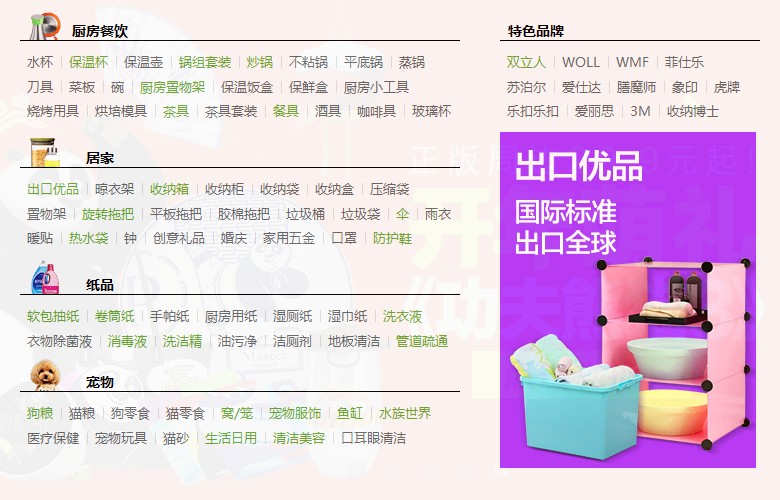 厨房餐饮
水杯 | 保温杯 | 保温壶 | 锅组套装 | 炒锅 | 不粘锅 | 平底锅 | 蒸锅
刀具 | 菜板 | 碗 | 厨房置物架 | 保温饭盒 | 保鲜盒 | 厨房小工具
烧烤用具 | 烘培模具 | 茶具 | 茶具套装 | 餐具 | 酒具 | 咖啡具 | 玻璃杯
居家
出口优品 | 晾衣架 | 收纳箱 | 收纳柜 | 收纳袋 | 收纳盒 | 压缩袋
置物架 | 旋转拖把 | 平板拖把 | 胶棉拖把 | 垃圾桶 | 垃圾袋 | 伞 | 雨衣
暖贴 | 热水袋 | 钟 | 创意礼品 | 婚庆 | 家用五金 | 口罩 | 防护鞋
纸品
软包抽纸 | 卷筒纸 | 手帕纸 | 厨房用纸 | 湿厕纸 | 湿巾纸 | 洗衣液
衣物除菌液 | 消毒液 | 洗洁精 | 油污净 | 洁厕剂 | 地板清洁 | 管道疏通
宠物
狗粮 | 猫粮 | 狗零食 | 猫零食 | 窝/笼 | 宠物服饰 | 鱼缸 | 水族世界
医疗保健 | 宠物玩具 | 猫砂 | 生活日用 | 清洁美容 | 口耳眼清洁
特色品牌
双立人 | WOLL | WMF | 菲仕乐
苏泊尔 | 爱仕达 | 膳魔师 | 象印 | 虎牌
乐扣乐扣 | 爱丽思 | 3M | 收纳博士
出口优品
国际标准
出口全球